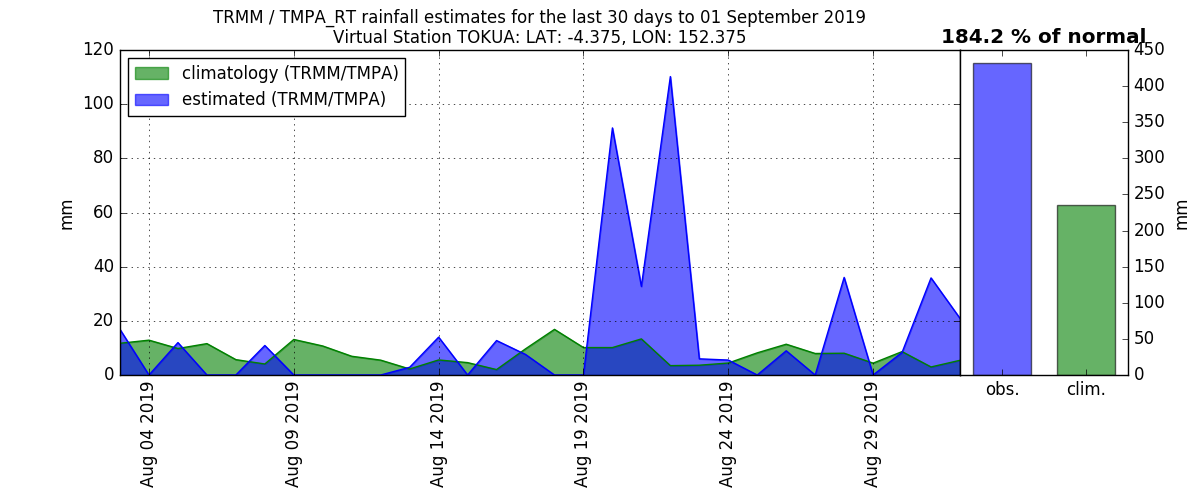 TRMM / TMPA_RT rainfall estimates for the last 30 days to 01 September 2019
Virtual Station TOKUA: LAT: -4.375, LON: 152.375
184.2 % of normal
climatology (TRMM/TMPA)
estimated (TRMM/TMPA)
mm
120
100
80
60
40
20
0
Aug 04 2019
Aug 09 2019
Aug 14 2019
Aug 19 2019
Aug 24 2019
Aug 29 2019
obs.
clim.
450
400
350
300
250
200
150
100
50
0
mm